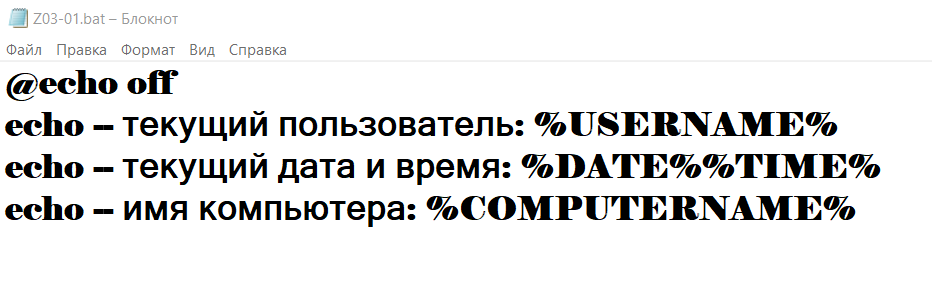 Z03-01.bat – Блокнот
Файл Правка Формат Вид Справка
@echo off
echo -- текущий пользователь: %USERNAME%
echo -- текущий дата и время: %DATE%%TIME%
echo -- имя компьютера: %COMPUTERNAME%